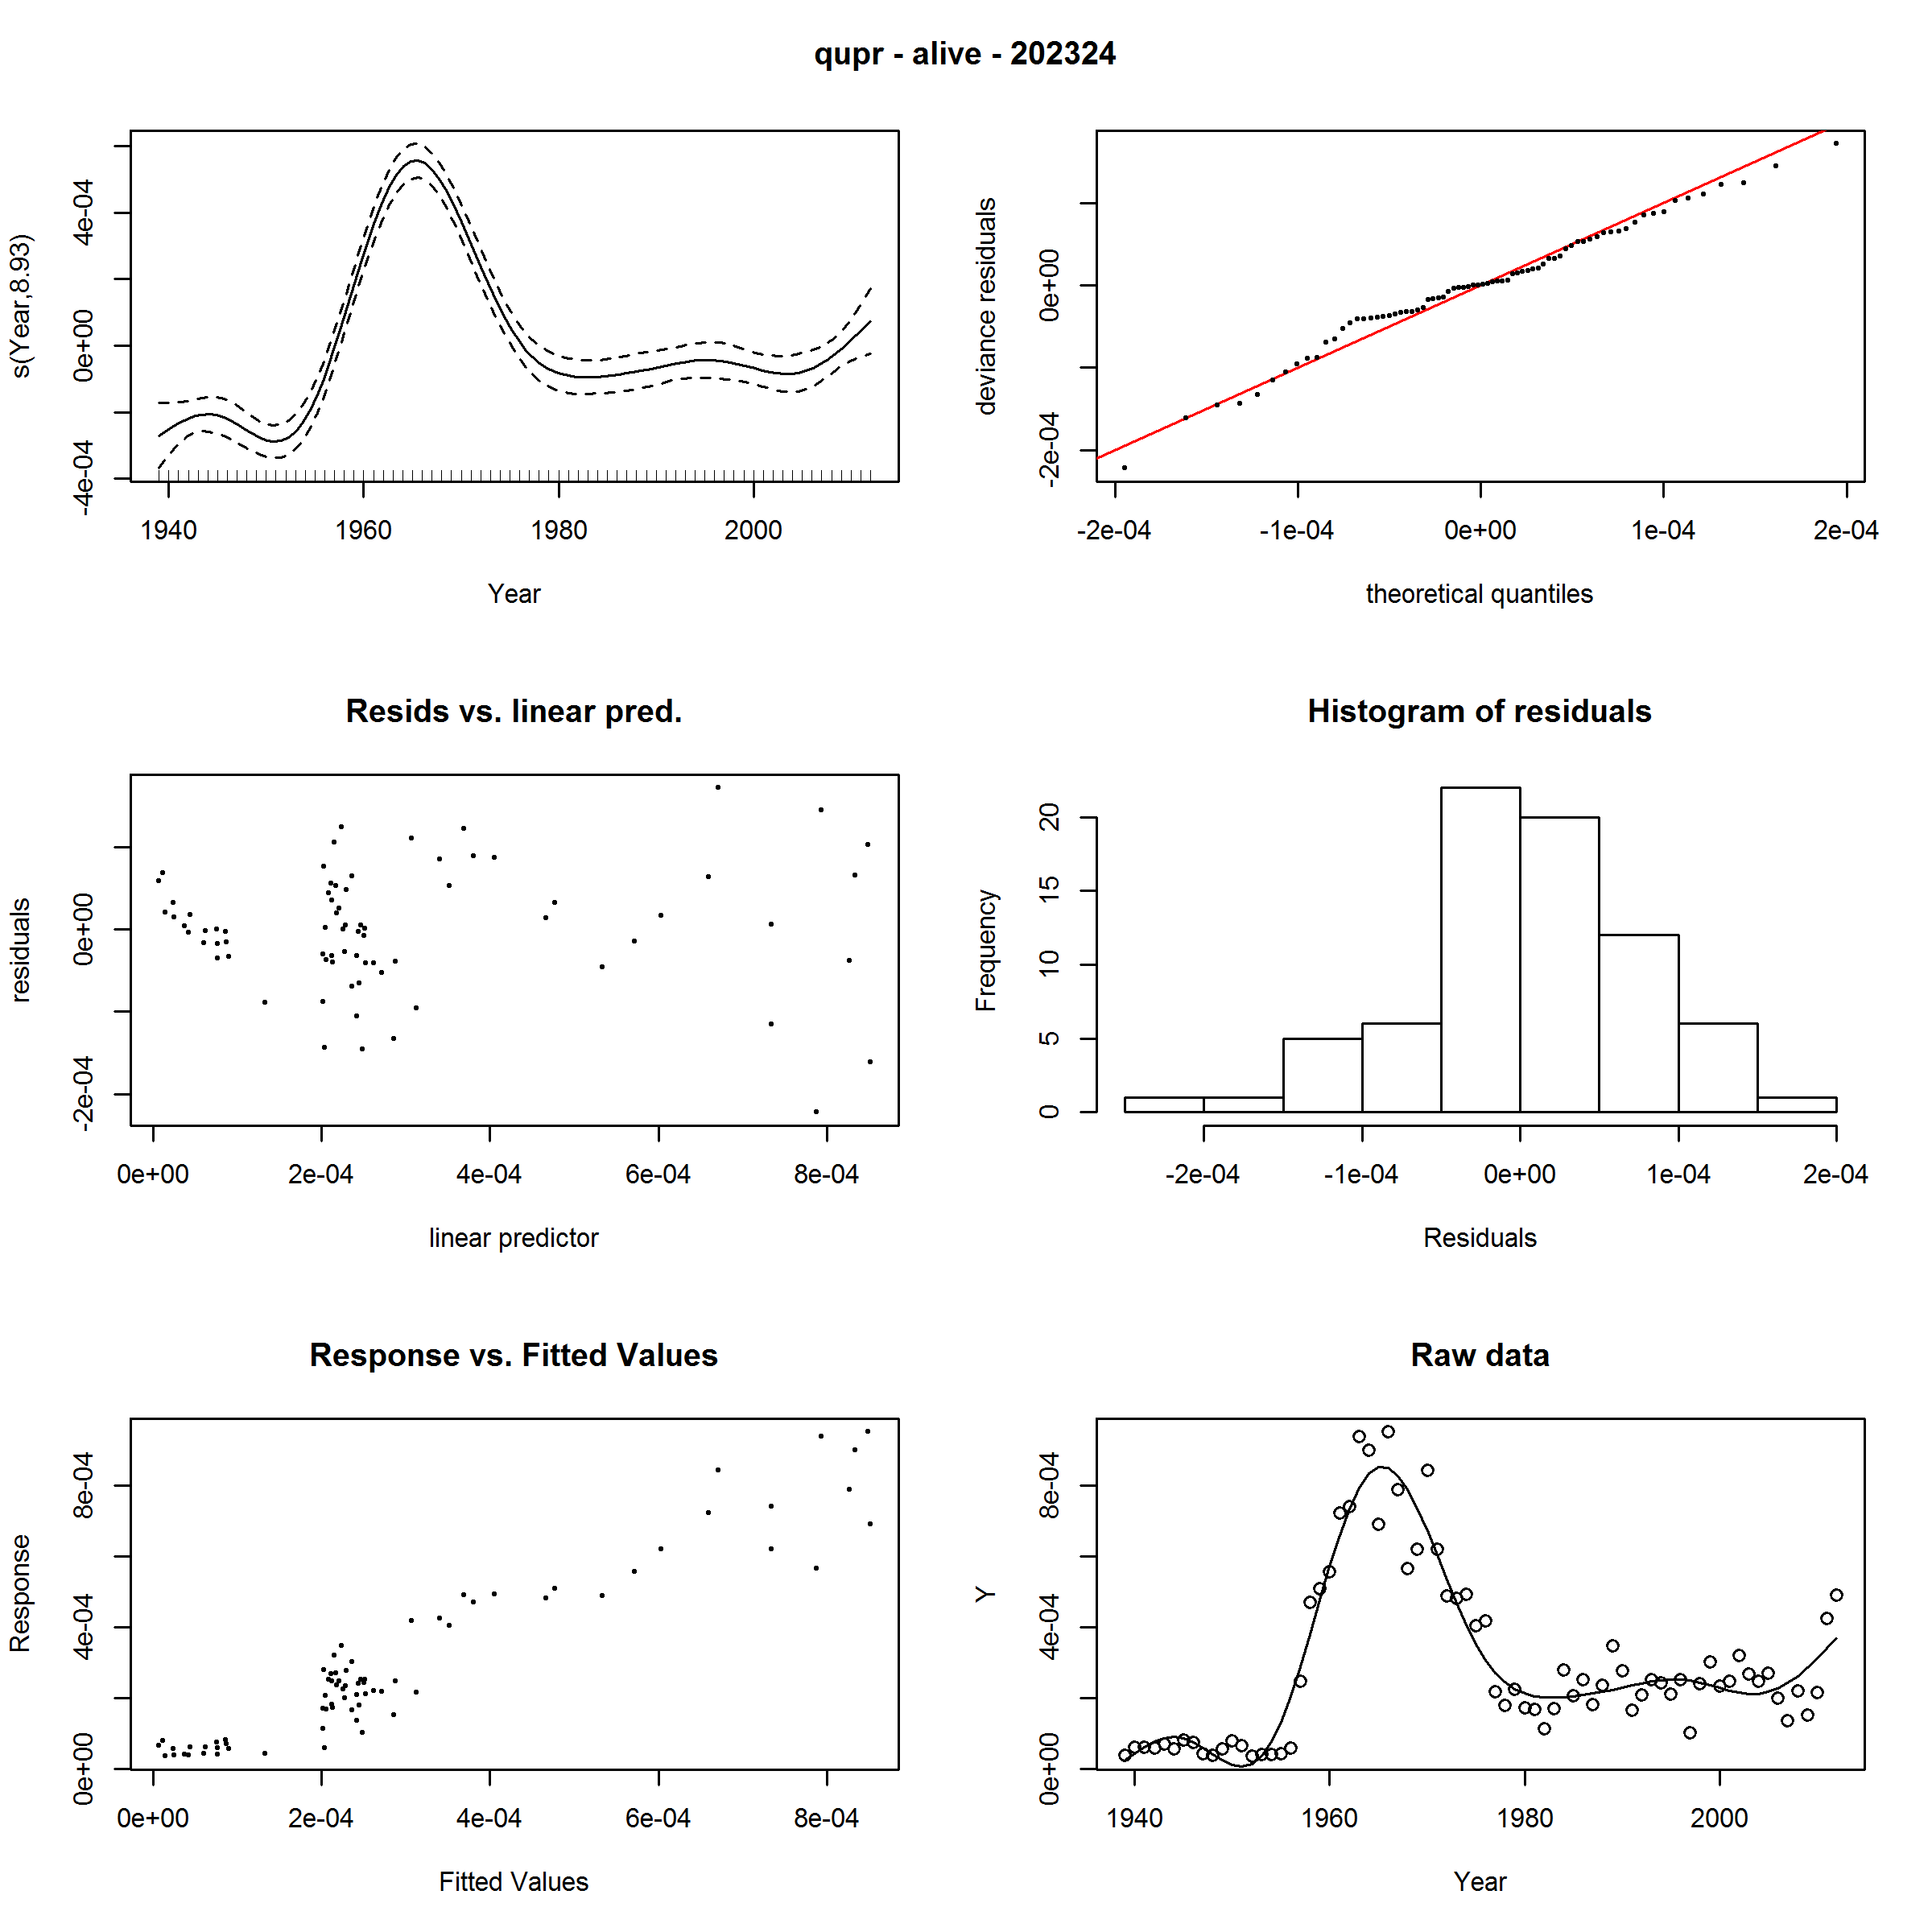 qupr - alive - 202324
s(Year,8.93)
-4e-04 0e+00 4e-04
1940 1960 1980 2000
Year
deviance residuals
-2e-04 0e+00
-2e-04 -1e-04 0e+00 1e-04 2e-04
theoretical quantiles
Resids vs. linear pred.
residuals
-2e-04 0e+00
0e+00 2e-04 4e-04 6e-04 8e-04
linear predictor
Histogram of residuals
Frequency
0 5 10 15 20
-2e-04 -1e-04 0e+00 1e-04 2e-04
Residuals
Response vs. Fitted Values
Response
0e+00 4e-04 8e-04
0e+00 2e-04 4e-04 6e-04 8e-04
Fitted Values
Raw data
Y
0e+00 4e-04 8e-04
1940 1960 1980 2000
Year